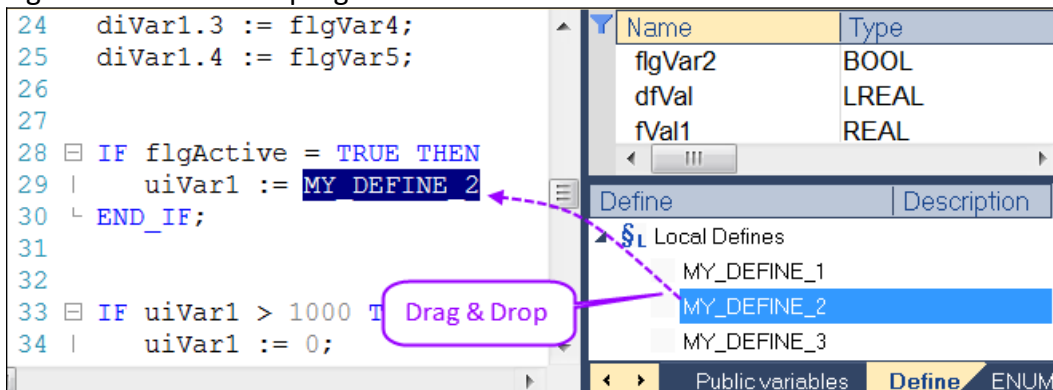 24 diVar1.3 := flgVar4;
25 diVar1.4 := flgVar5;
26
27
28 IF flgActive = TRUE THEN
29 uiVar1 := MY_DEFINE_2
30 END_IF;
31
32
33 IF uiVar1 > 1000 T
34 uiVar1 := 0;
Drag & Drop
Name Type
flgVar2 BOOL
dfVal LREAL
fVal1 REAL
Define Description
§L Local Defines
MY_DEFINE_1
MY_DEFINE_2
MY_DEFINE_3
Public variables Define ENUM